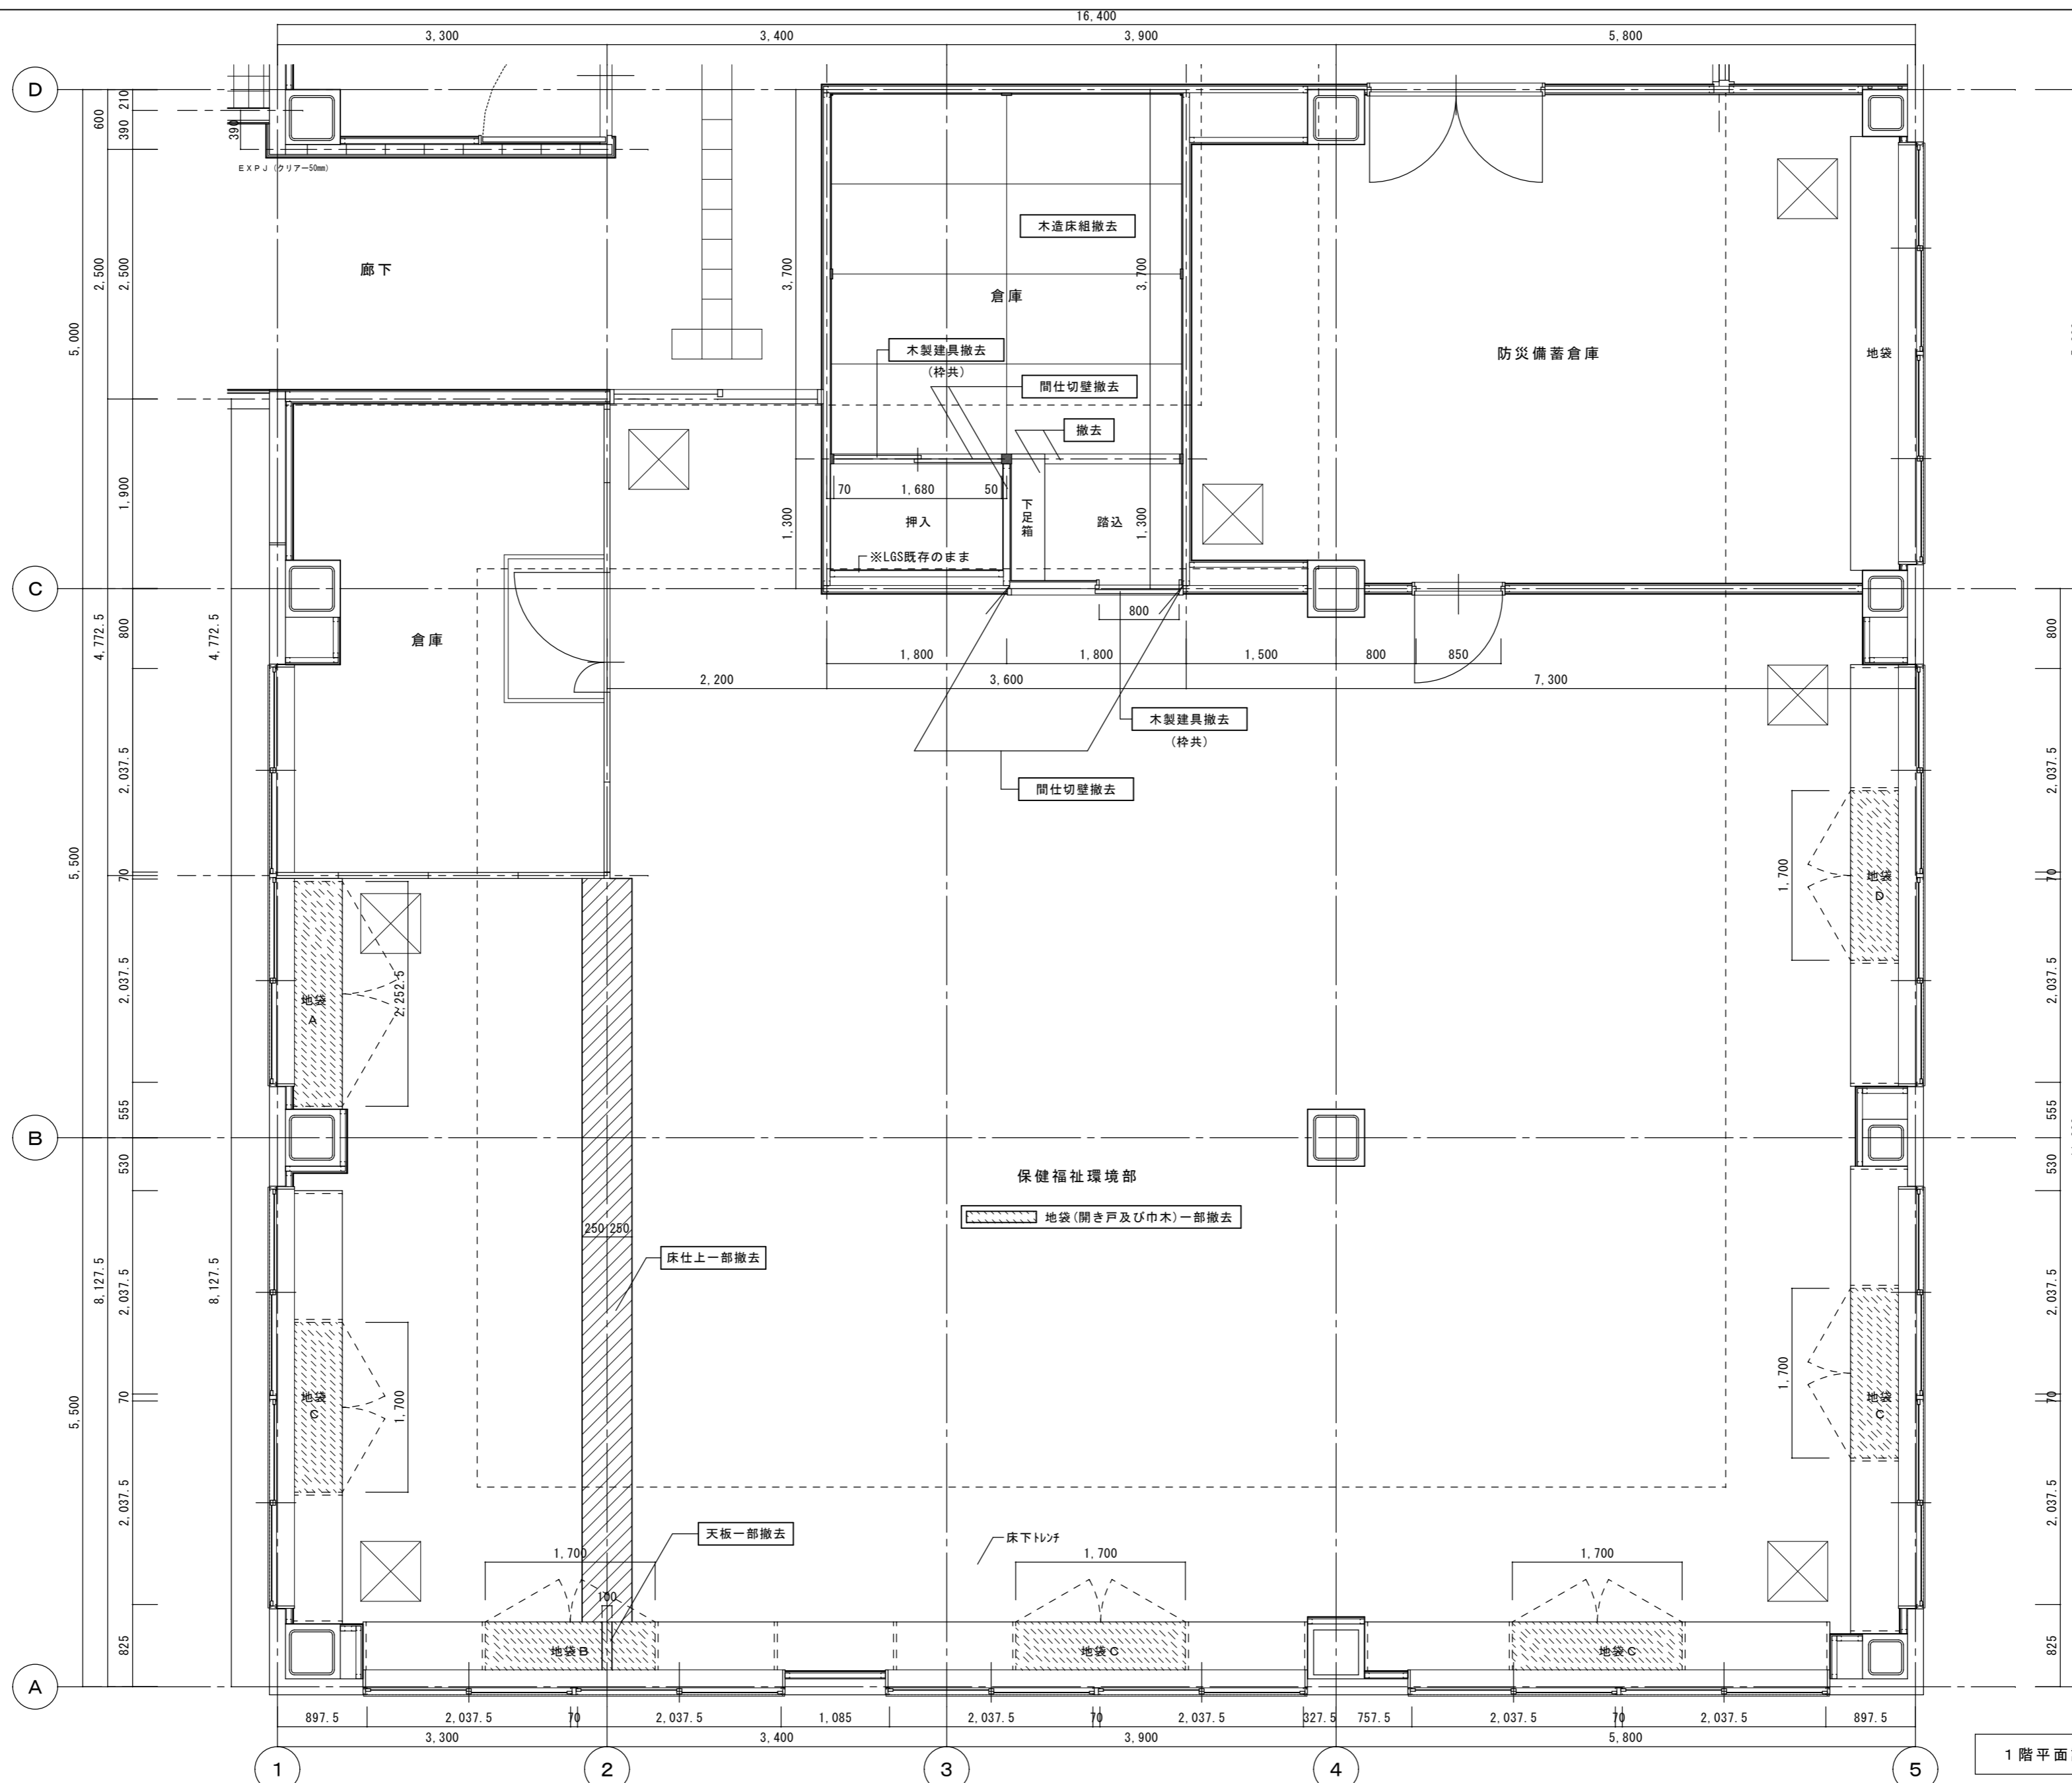 16,400
3,300
3,400
3,900
5,800
D
600
390 210
390
EXPJ (クリアー50mm)
木造床組撤去
廊下
2,500
2,500
3,700
3,700
倉庫
5,000
木製建具撤去
(枠共)
防災備蓄倉庫
地袋
間仕切壁撤去
撤去
1,900
70
1,680
50
1,300
押入
下足箱
踏込
1,300
※LGS既存のまま
C
800
4,772.5
800
4,772.5
倉庫
800
1,800
1,800
1,500
800
850
2,200
3,600
7,300
木製建具撤去
(枠共)
2,037.5
2,037.5
間仕切壁撤去
5,500
70
1,700
地袋
D
70
2,037.5
地袋
A
2,252.5
2,037.5
555
555
B
530
530
保健福祉環境部
地袋(開き戸及び巾木)一部撤去
250 250
床仕上一部撤去
8,127.5
2,037.5
8,127.5
2,037.5
5,500
70
地袋
C
1,700
1,700
地袋
C
70
2,037.5
2,037.5
天板一部撤去
床下トレンチ
1,700
1,700
1,700
100
825
地袋B
地袋C
地袋C
825
A
897.5
2,037.5
70
2,037.5
1,085
2,037.5
70
2,037.5
327.5
757.5
2,037.5
70
2,037.5
897.5
3,300
3,400
3,900
5,800
1
2
3
4
5
1階平面